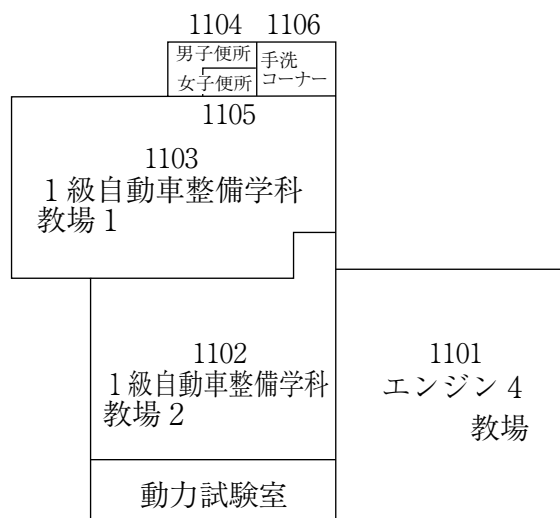 1104 1106
男子便所
手洗
コーナー
女子便所
1105
1103
１級自動車整備学科
教場１
1102
１級自動車整備学科
教場２
1101
エンジン４
教場
動力試験室